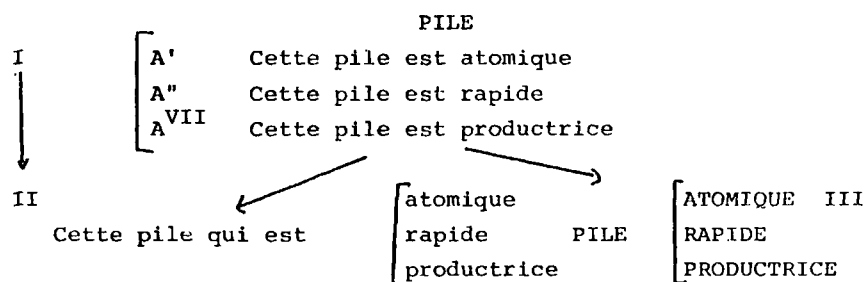 PILE
I A' Cette pile est atomique
A" Cette pile est rapide
A^VII Cette pile est productrice
II atomique ATOMIQUE III
Cette pile qui est rapide PILE RAPIDE
productrice PRODUCTRICE